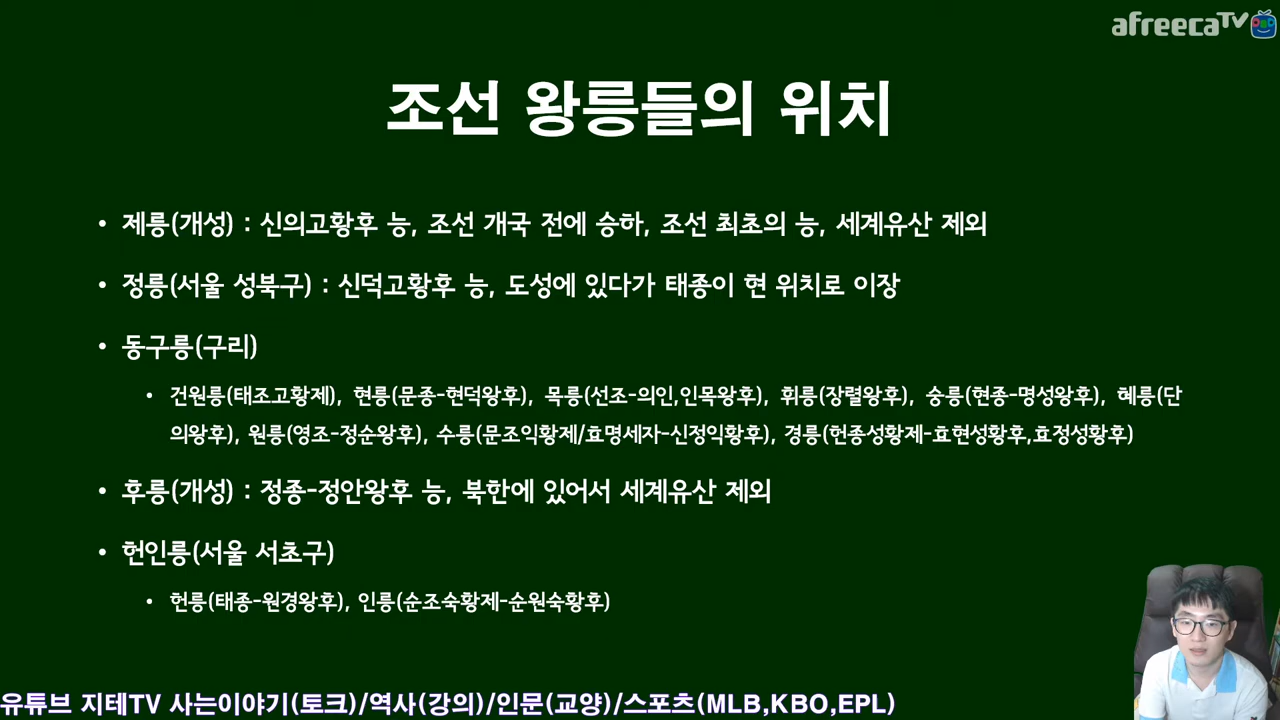 afreecaTV
조선 왕릉들의 위치
• 제릉(개성) : 신의고황후 능, 조선 개국 전에 승하, 조선 최초의 능, 세계유산 제외
• 정릉(서울 성북구) : 신덕고황후 능, 도성에 있다가 태종이 현 위치로 이장
• 동구릉(구리)
• 건원릉(태조고황제), 현릉(문종-현덕왕후), 목릉(선조-의인,인목왕후), 휘릉(장렬왕후), 숭릉(현종-명성왕후), 혜릉(단
의왕후), 원릉(영조-정순왕후), 수릉(문조익황제/효명세자-신정익황후), 경릉(헌종성황제-효현성황후,효정성황후)
• 후릉(개성) : 정종-정안왕후 능, 북한에 있어서 세계유산 제외
• 헌인릉(서울 서초구)
• 헌릉(태종-원경왕후), 인릉(순조숙황제-순원숙황후)
유튜브 지테TV 사는이야기(토크)/역사(강의)/인문(교양)/스포츠(MLB,KBO,EPL)